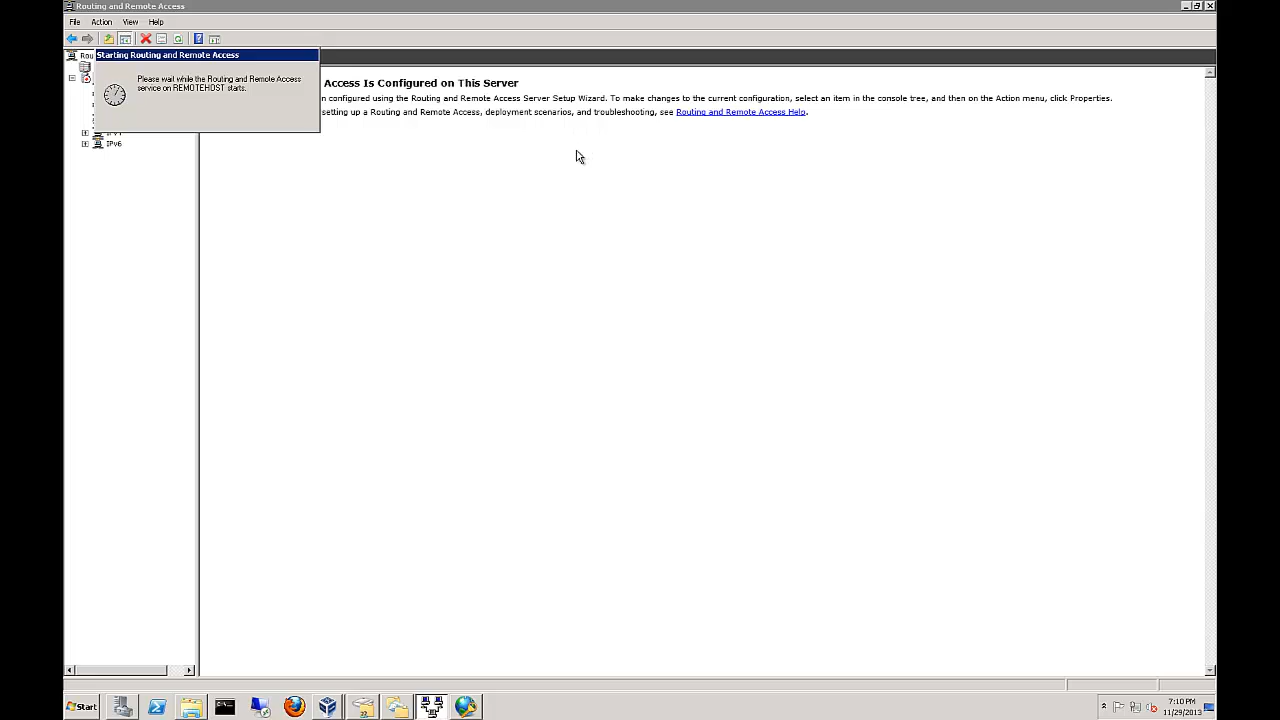 Routing and Remote Access
File Action View Help
Rou
Starting Routing and Remote Access
Please wait while the Routing and Remote Access
service on REMOTEHOST starts.
Access Is Configured on This Server
n configured using the Routing and Remote Access Server Setup Wizard. To make changes to the current configuration, select an item in the console tree, and then on the Action menu, click Properties.
setting up a Routing and Remote Access, deployment scenarios, and troubleshooting, see Routing and Remote Access Help.
IPv6
Start
7:10 PM
11/29/2013